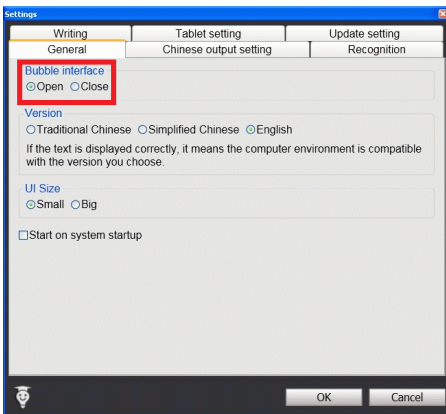 Settings
Writing Tablet setting Update setting
General Chinese output setting Recognition
Bubble interface
Open Close
Version
Traditional Chinese Simplified Chinese English
If the text is displayed correctly, it means the computer environment is compatible
with the version you choose.
UI Size
Small Big
Start on system startup
OK Cancel